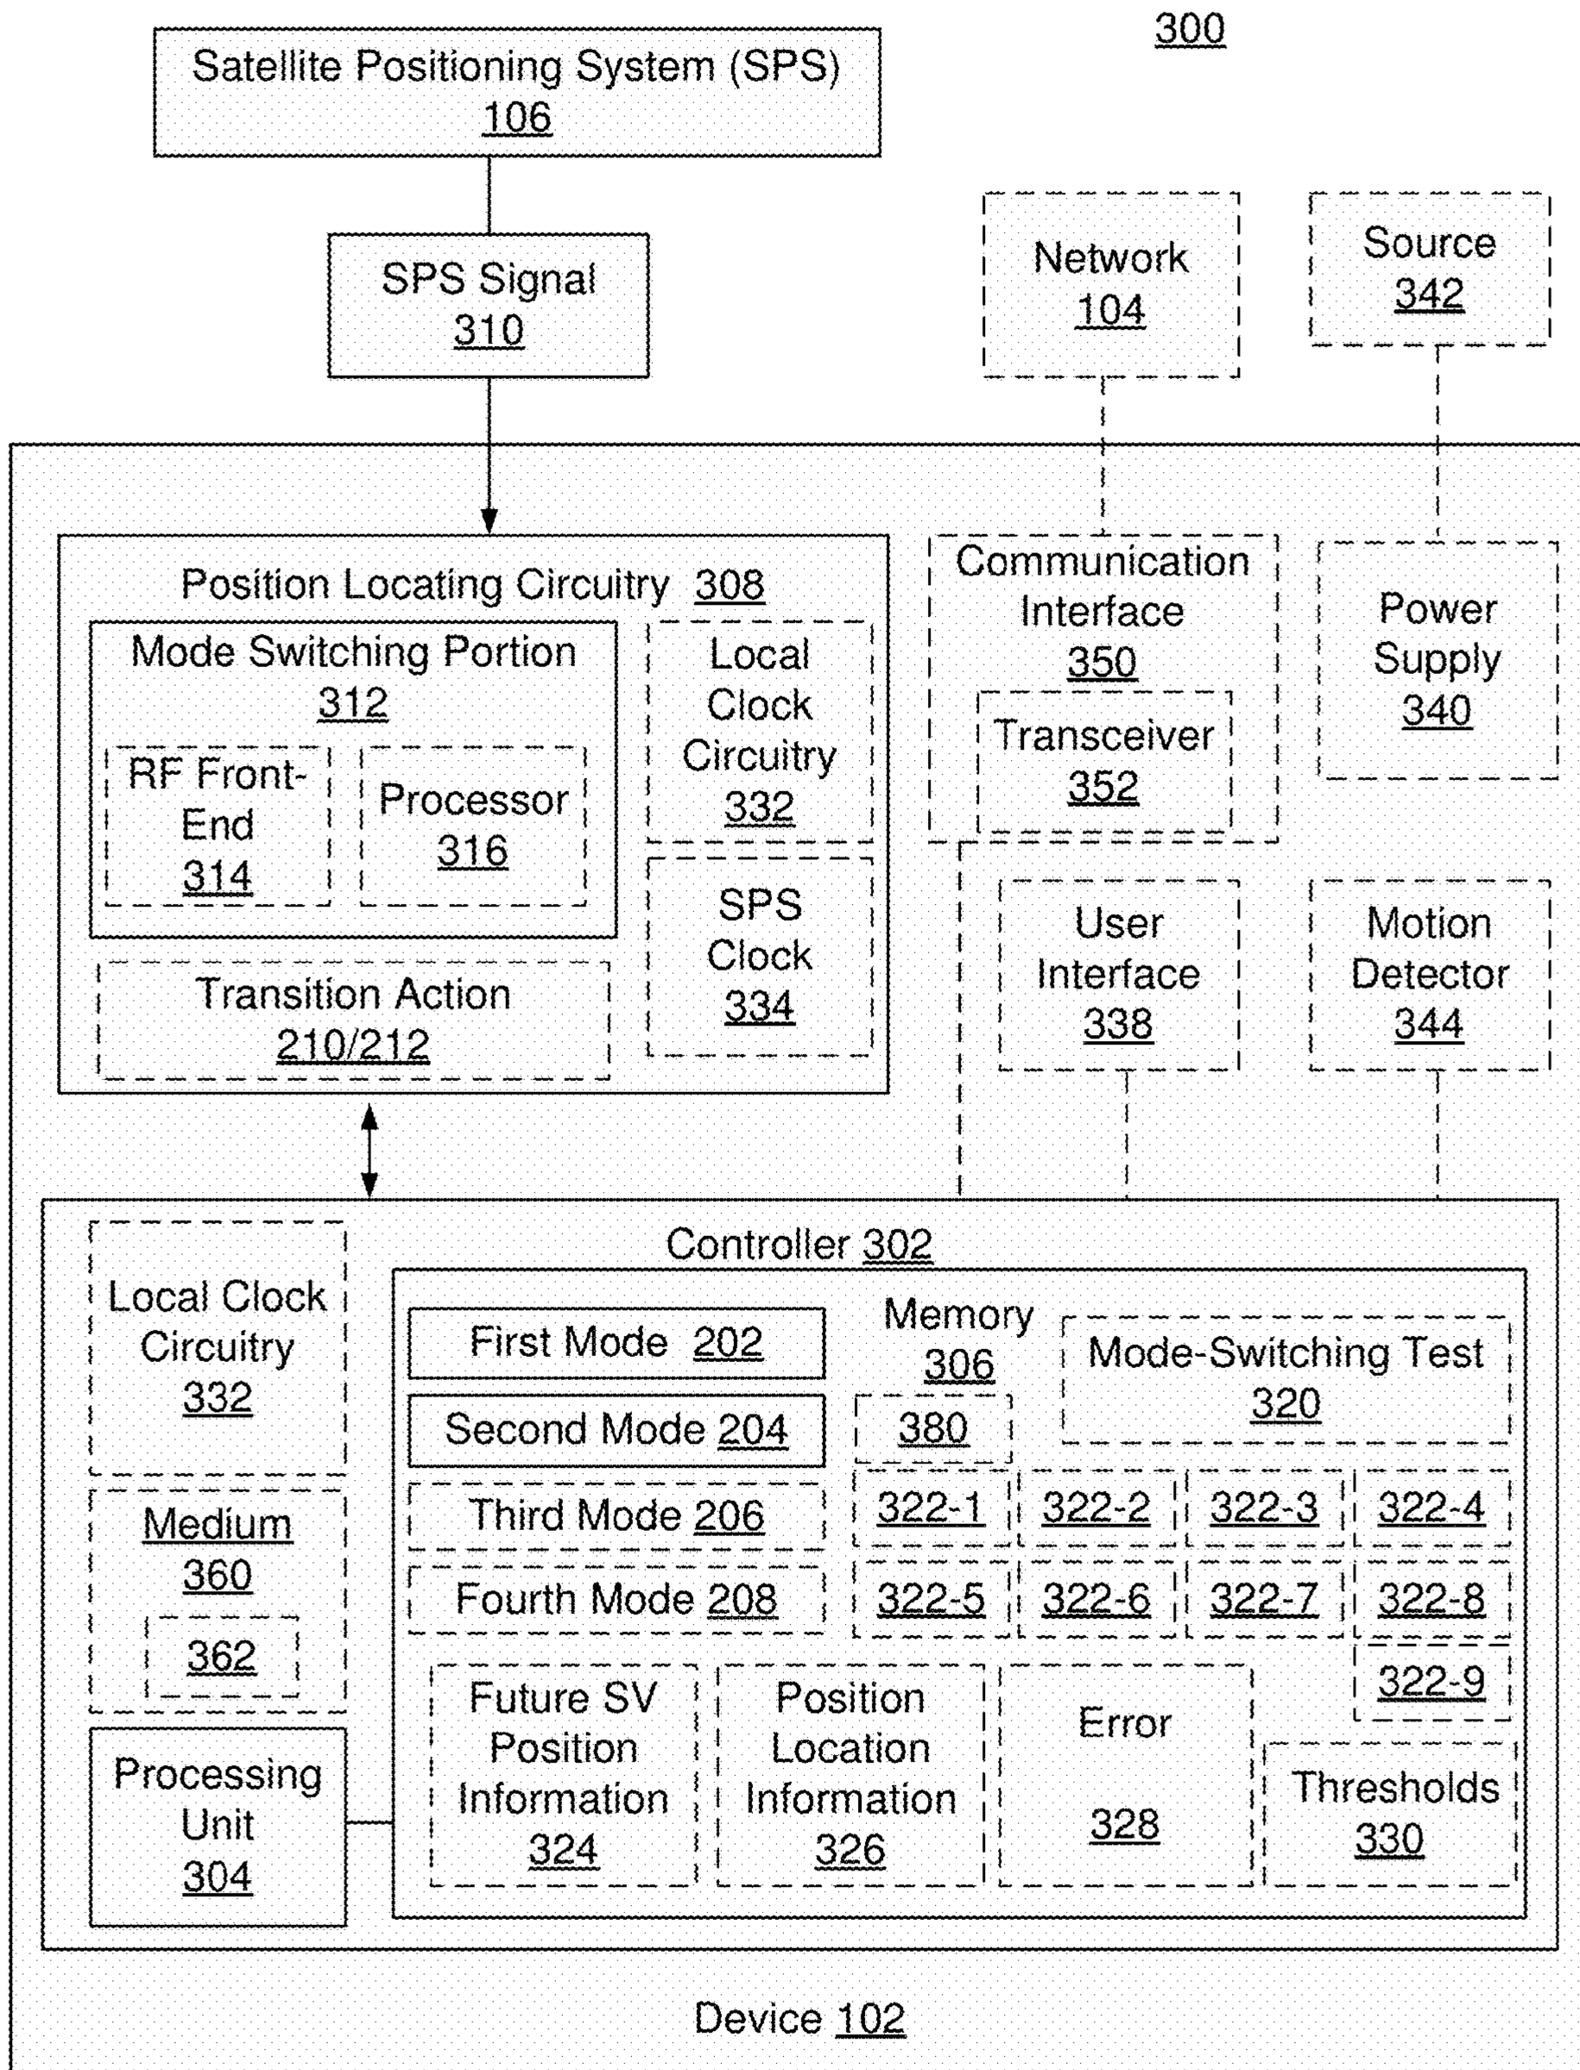 300
Satellite Positioning System (SPS)
106
SPS Signal
310
Network
104
Source
342
Position Locating Circuitry 308
Mode Switching Portion
312
RF Front-
End
314
Processor
316
Local
Clock
Circuitry
332
SPS
Clock
334
Transition Action
210/212
Communication
Interface
350
Transceiver
352
Power
Supply
340
User
Interface
338
Motion
Detector
344
Controller 302
Local Clock
Circuitry
332
Medium
360
362
Processing
Unit
304
First Mode 202
Second Mode 204
Third Mode 206
Fourth Mode 208
Memory
306
380
Mode-Switching Test
320
322-1 322-2 322-3 322-4
322-5 322-6 322-7 322-8
322-9
Future SV
Position
Information
324
Position
Location
Information
326
Error
328
Thresholds
330
Device 102